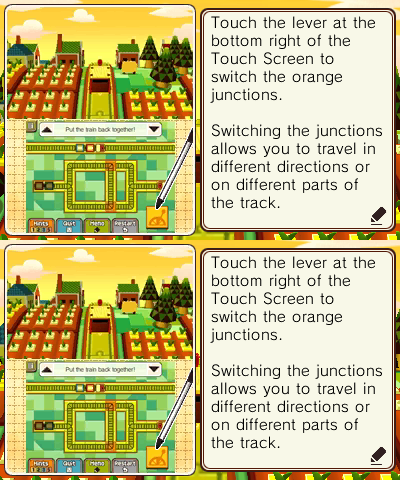 Touch the lever at the
bottom right of the
Touch Screen to
switch the orange
junctions.
Switching the junctions
allows you to travel in
different directions or
on different parts of
the track.
Put the train back together!
Hints
Quit
Memo
Restart
Touch the lever at the
bottom right of the
Touch Screen to
switch the orange
junctions.
Switching the junctions
allows you to travel in
different directions or
on different parts of
the track.
Put the train back together!
Hints
Quit
Memo
Restart